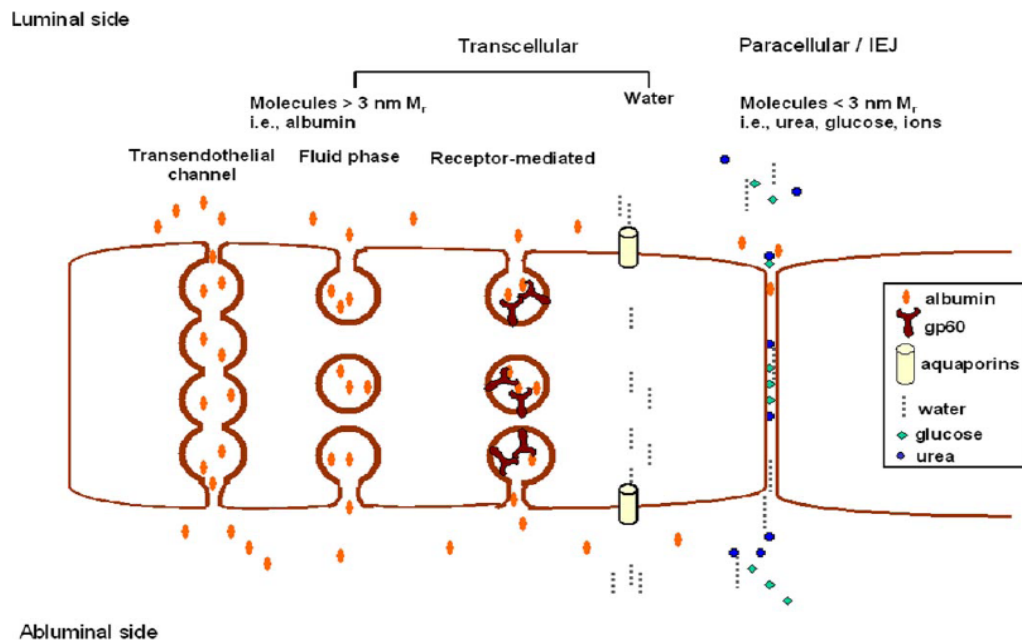 Luminal side
Transcellular
Paracellular / IEJ
Molecules > 3 nm Mr
i.e., albumin
Water
Molecules < 3 nm Mr
i.e., urea, glucose, ions
Transendothelial
channel
Fluid phase
Receptor-mediated
albumin
gp60
aquaporins
water
glucose
urea
Abluminal side